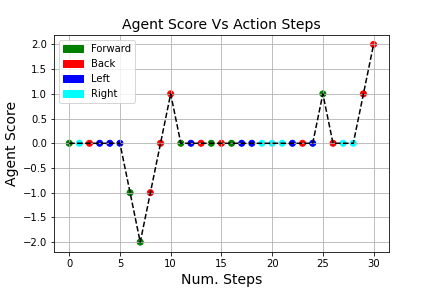 Agent Score Vs Action Steps
2.0
1.5
1.0
0.5
0.0
−0.5
−1.0
−1.5
−2.0
Agent Score
Forward
Back
Left
Right
0 5 10 15 20 25 30
Num. Steps